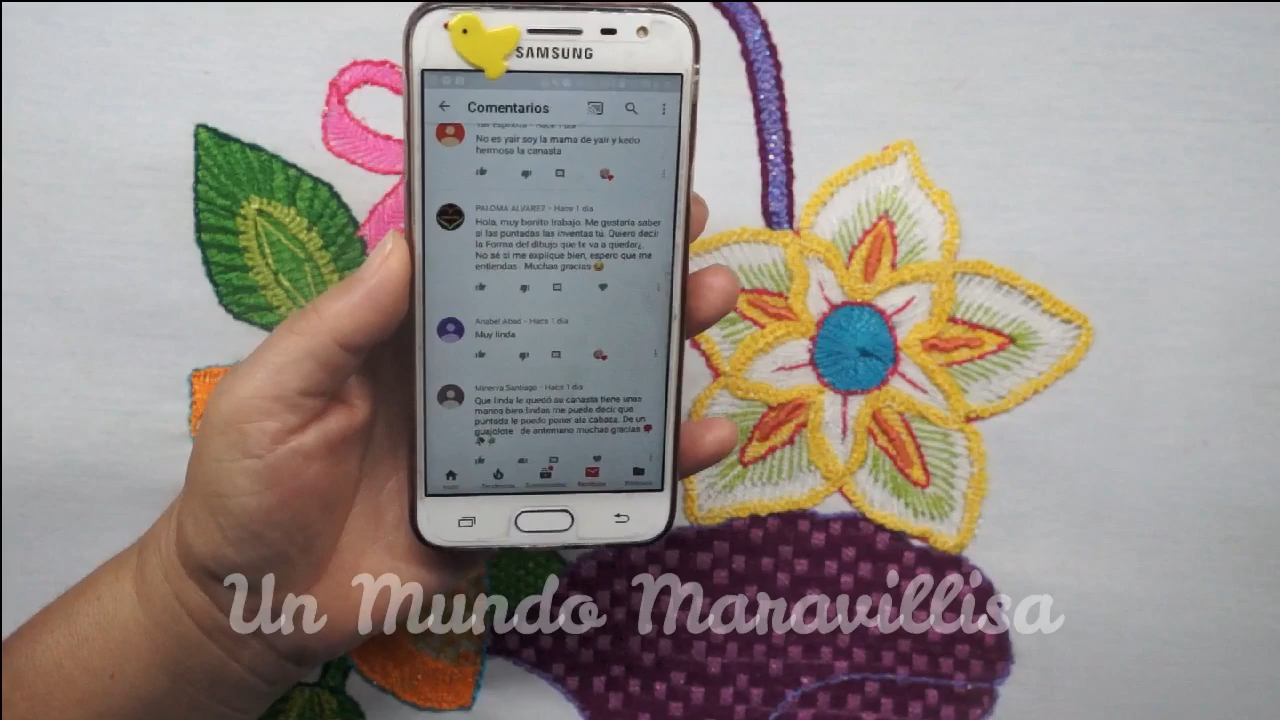 SAMSUNG
Comentarios
Hace 1 día
No es yair soy la mama de yair y kedo
hermosa la canasta
PALOMA ALVAREZ - Hace 1 día
Hola, muy bonito trabajo. Me gustaría saber
si las puntadas las inventas tú. Quiero decir
la Forma del dibujo que te va a quedar¿.
No sé si me explique bien, espero que me
entiendas. Muchas gracias
Anabel Abad - Hace 1 día
Muy linda
Minerva Santiago - Hace 1 día
Que linda le quedó su canasta tiene unas
manos bien lindas me puede decir que
puntada le puedo poner ala cabaza. De un
guajolote. de antemano muchas gracias
Un Mundo Maravillisa